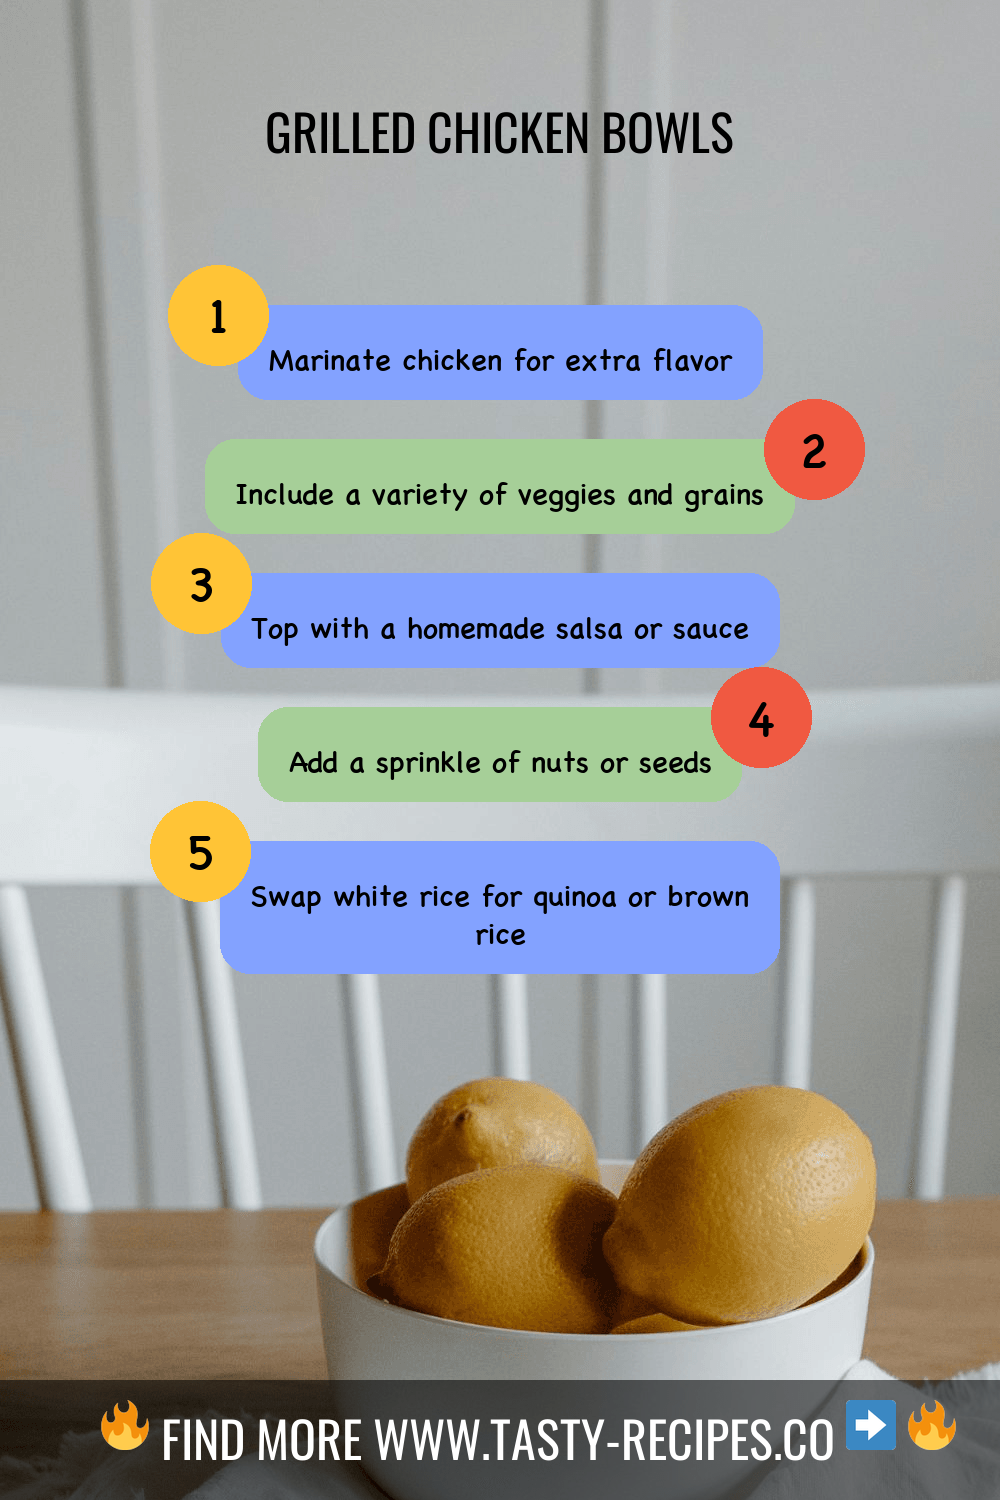 GRILLED CHICKEN BOWLS
1
Marinate chicken for extra flavor
2
Include a variety of veggies and grains
3
Top with a homemade salsa or sauce
4
Add a sprinkle of nuts or seeds
5
Swap white rice for quinoa or brown
rice
🔥 FIND MORE WWW.TASTY-RECIPES.CO ➡️ 🔥